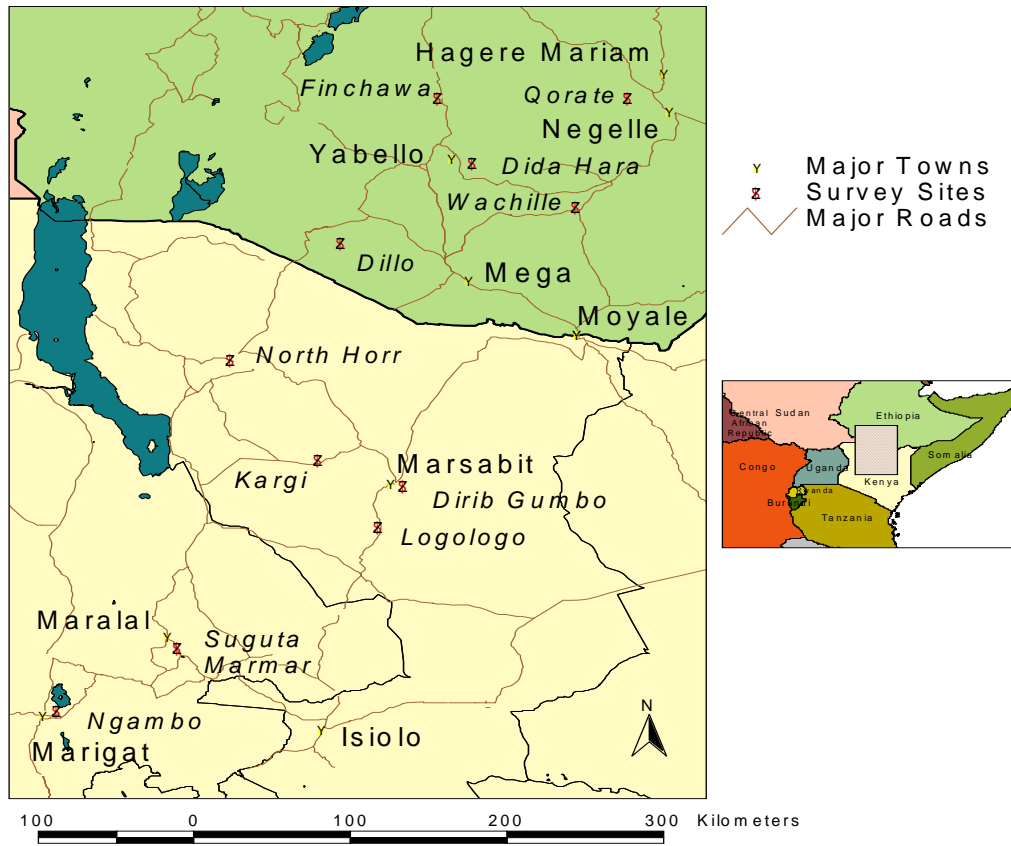 Hagere Mariam
Finchawa
Qorate
Negelle
Yabello
Dida Hara
Wachille
Dillo
Mega
Moyale
North Horr
Kargi
Marsabit
Dirib Gumbo
Logologo
Maralal
Suguta
Marmar
Ngambo
Marigat
Isiolo
N
Major Towns
Survey Sites
Major Roads
Central
African
Republic
Sudan
Ethiopia
Somalia
Congo
Uganda
Kenya
Rwanda
Burundi
Tanzania
100 0 100 200 300 Kilometers